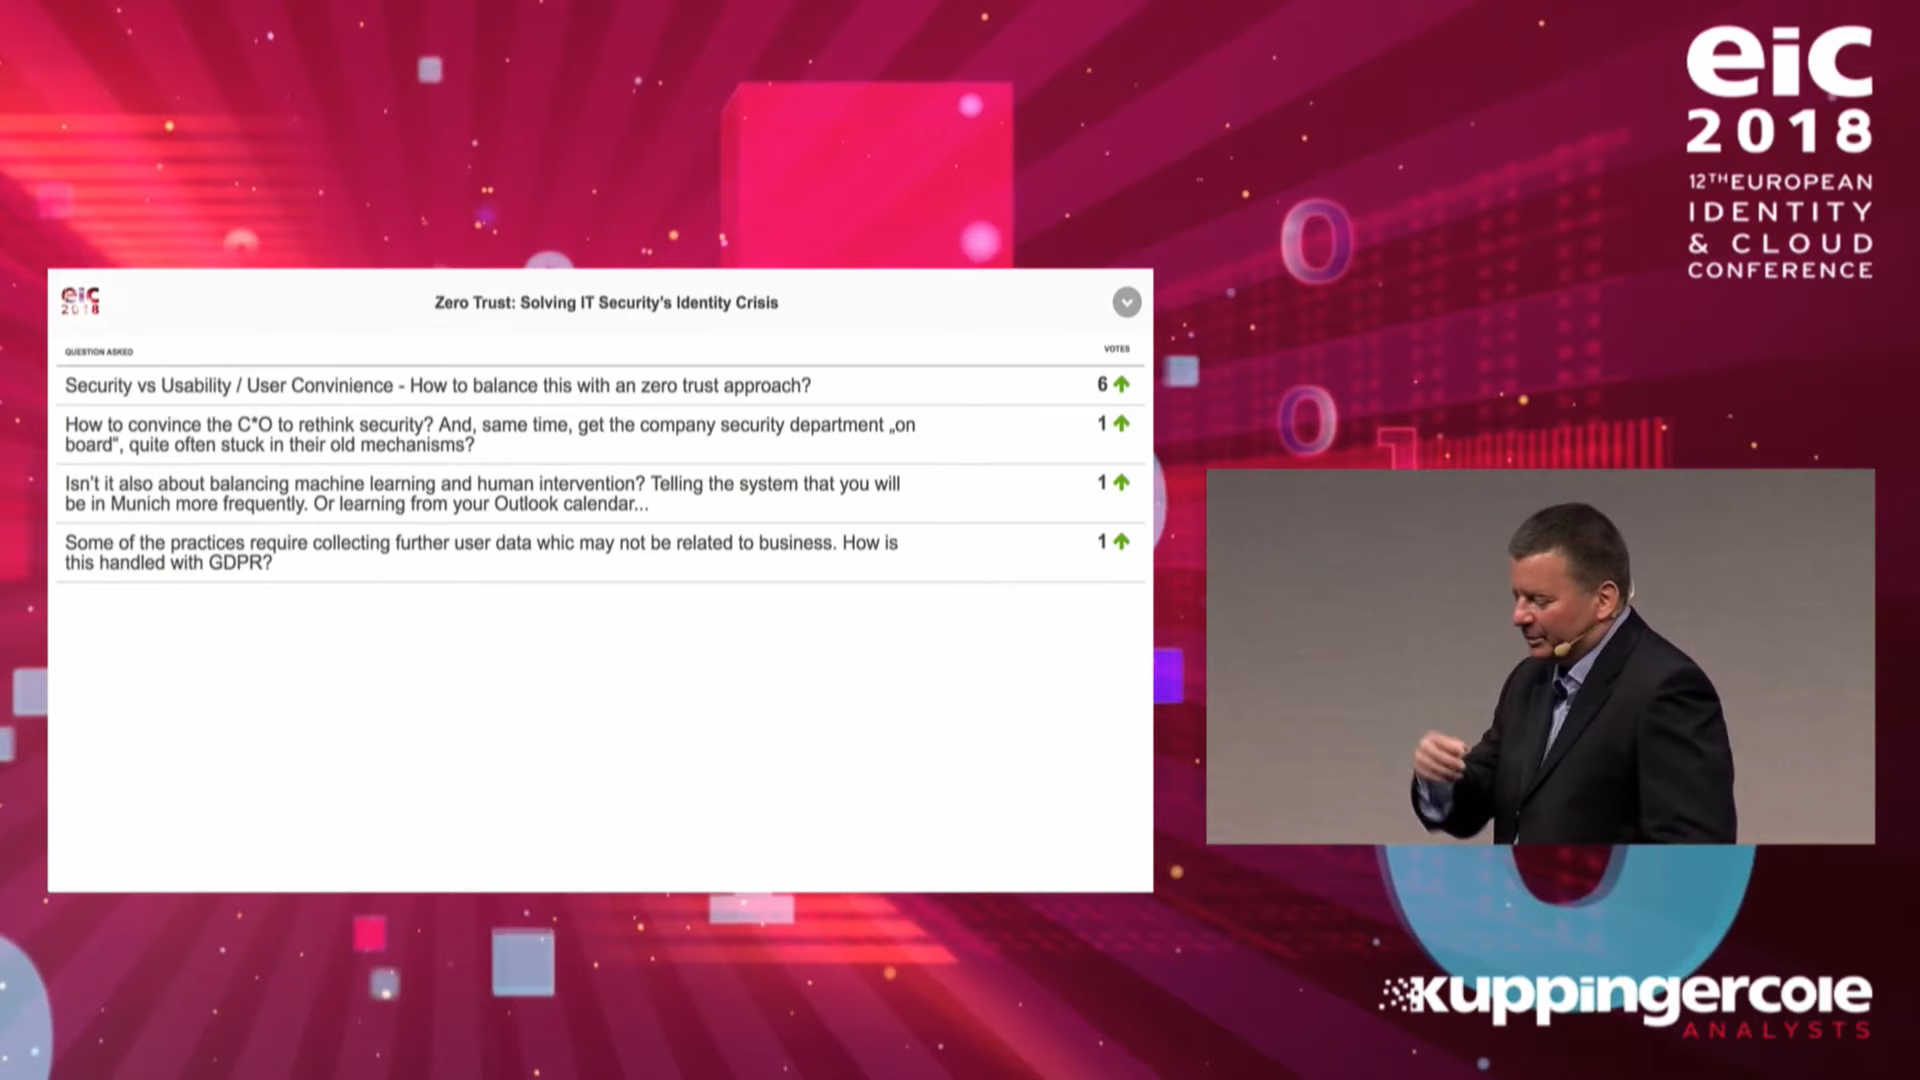 eic
2018
12TH EUROPEAN
IDENTITY
& CLOUD
CONFERENCE
eic
2018
Zero Trust: Solving IT Security's Identity Crisis
QUESTION ASKED
VOTES
Security vs Usability / User Convinience - How to balance this with an zero trust approach?
6
How to convince the C*O to rethink security? And, same time, get the company security department „on
board“, quite often stuck in their old mechanisms?
1
Isn't it also about balancing machine learning and human intervention? Telling the system that you will
be in Munich more frequently. Or learning from your Outlook calendar...
1
Some of the practices require collecting further user data whic may not be related to business. How is
this handled with GDPR?
1
0
0
1
kuppingercole
ANALYSTS